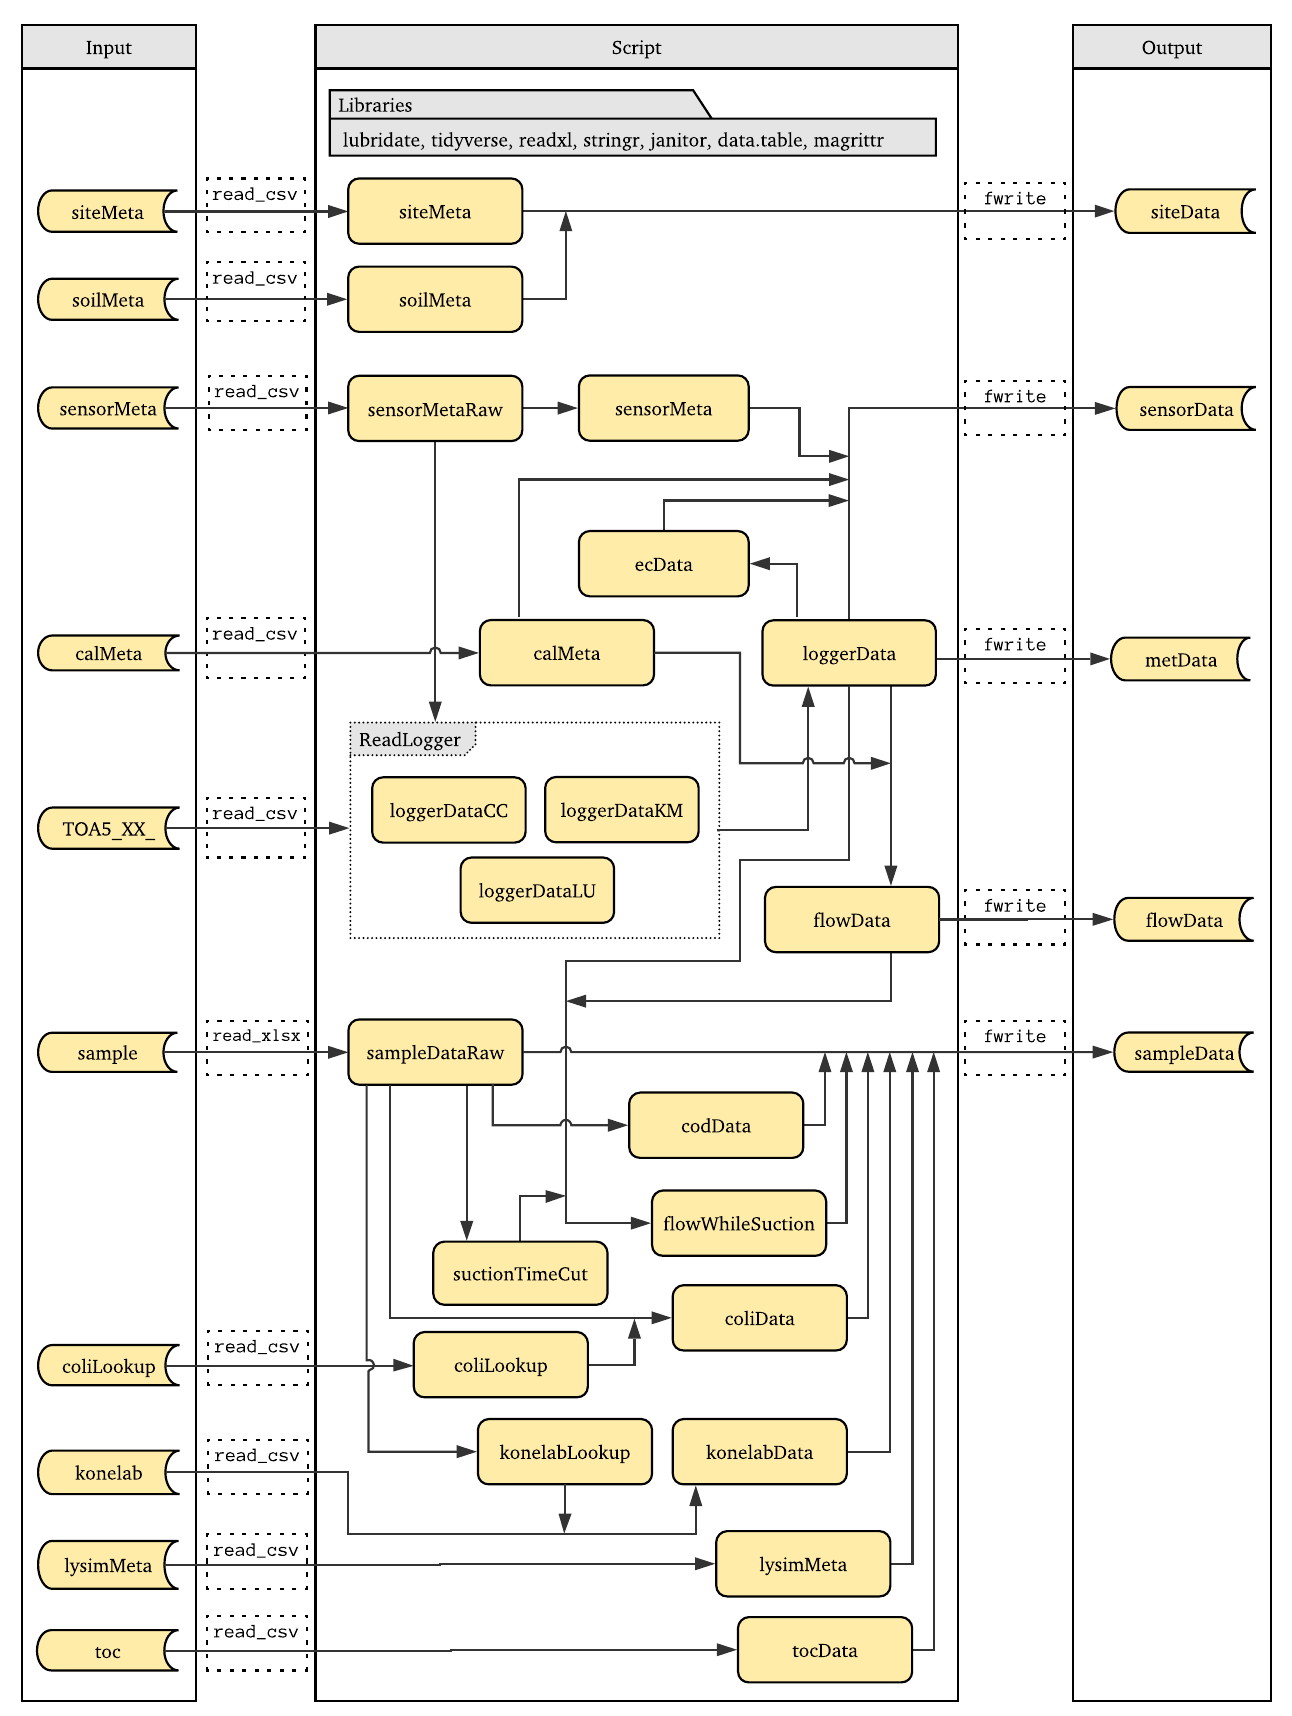 Input
Script
Output
Libraries
lubridate, tidyverse, readxl, stringr, janitor, data.table, magrittr
siteMeta
read_csv
siteMeta
fwrite
siteData
soilMeta
read_csv
soilMeta
sensorMeta
read_csv
sensorMetaRaw
sensorMeta
fwrite
sensorData
ecData
calMeta
read_csv
calMeta
loggerData
fwrite
metData
ReadLogger
TOA5_XX_
read_csv
loggerDataCC
loggerDataKM
loggerDataLU
flowData
fwrite
flowData
sample
read_xlsx
sampleDataRaw
fwrite
sampleData
codData
flowWhileSuction
suctionTimeCut
coliData
coliLookup
read_csv
coliLookup
konelab
read_csv
konelabLookup
konelabData
lysimMeta
read_csv
lysimMeta
toc
read_csv
tocData